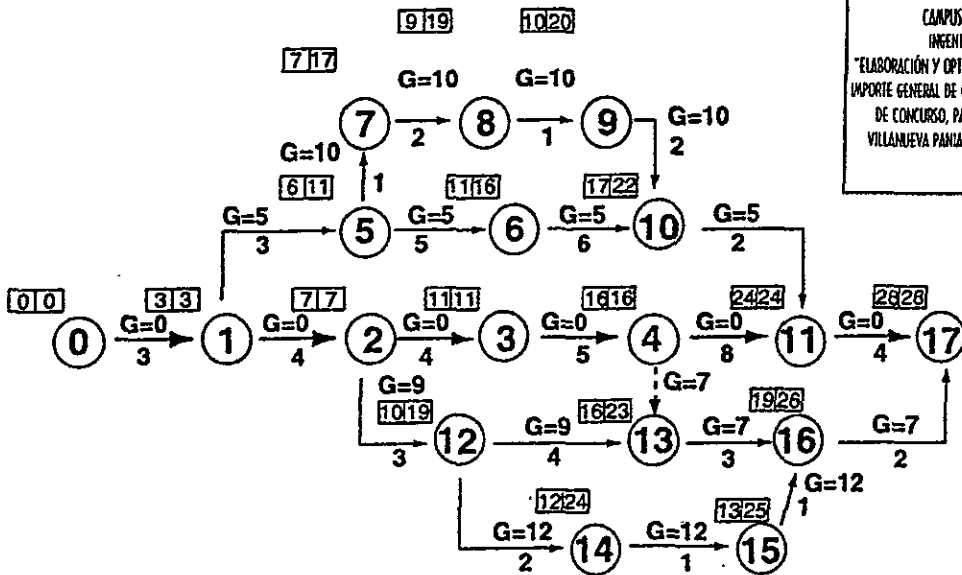 CAMPUS
INGENI
"ELABORACIÓN Y OPT
IMPORTE GENERAL DE
DE CONCURSO, PA
VILLANUEVA PANIA
9 19
10 20
7 17
G=10
G=10
7
8
9
G=10
2
1
2
G=10
1
6 11
11 16
17 22
G=5
3
5
G=5
5
6
G=5
6
10
G=5
2
0 0
3 3
7 7
11 11
16 16
24 24
28 28
0
G=0
3
1
G=0
4
2
G=0
4
3
G=0
5
4
G=0
8
11
G=0
4
17
G=9
3
G=7
10 19
16 23
19 26
12
G=9
4
13
G=7
3
16
G=7
2
12 24
13 25
G=12
1
G=12
2
14
G=12
1
15